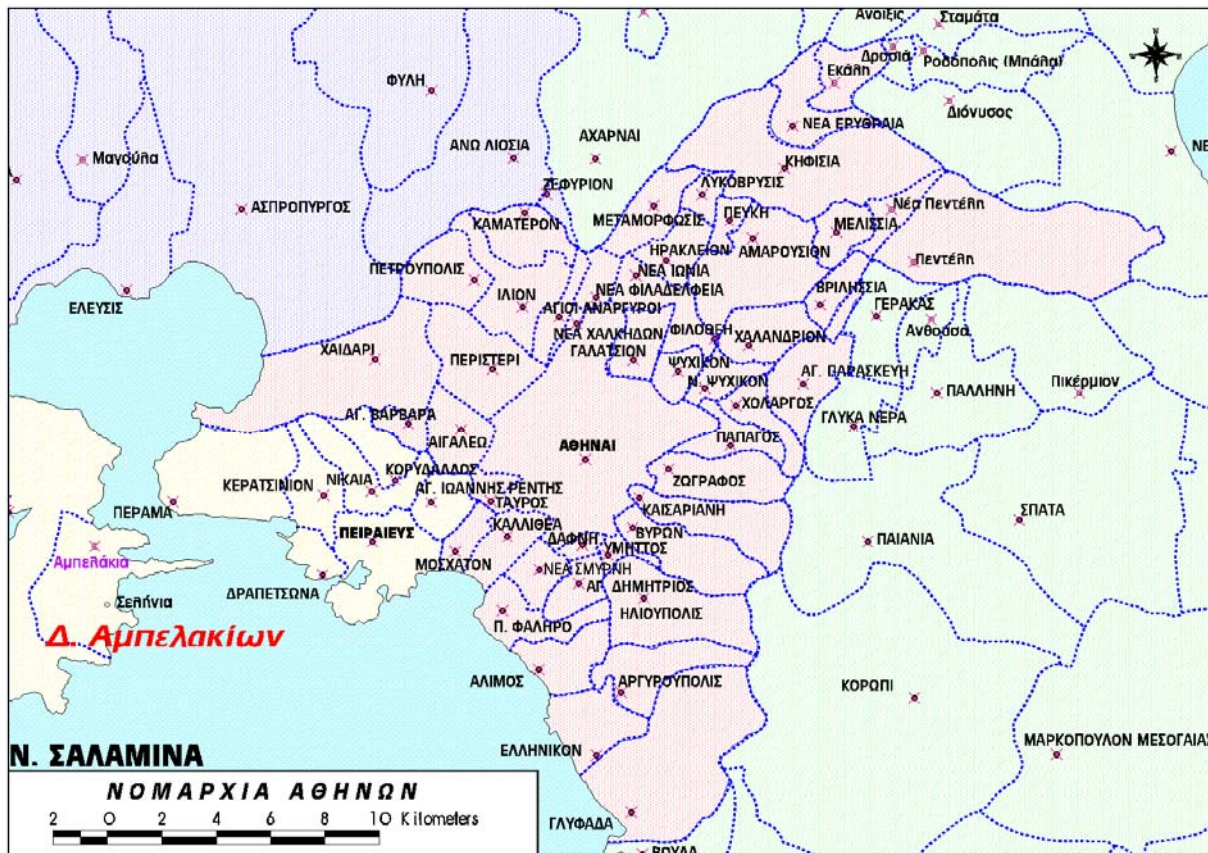 Ανοιξις
Σταμάτα
Δροσιά
Ροδόπολις (Μπάλα)
Εκάλη
ΦΥΛΗ
Διόνυσος
ΝΕΑ ΕΡΥΘΡΑΙΑ
ΑΧΑΡΝΑΙ
ΑΝΩ ΛΙΟΣΙΑ
Μαγούλα
ΚΗΦΙΣΙΑ
ΖΕΦΥΡΙΟΝ
ΛΥΚΟΒΡΥΣΙΣ
ΑΣΠΡΟΠΥΡΓΟΣ
ΚΑΜΑΤΕΡΟΝ
ΜΕΤΑΜΟΡΦΩΣΙΣ
ΠΕΥΚΗ
Νέα Πεντέλη
ΜΕΛΙΣΣΙΑ
ΑΜΑΡΟΥΣΙΟΝ
ΗΡΑΚΛΕΙΟΝ
Πεντέλη
ΠΕΤΡΟΥΠΟΛΙΣ
ΝΕΑ ΙΩΝΙΑ
ΙΛΙΟΝ
ΝΕΑ ΦΙΛΑΔΕΛΦΕΙΑ
ΒΡΙΛΗΣΣΙΑ
ΕΛΕΥΣΙΣ
ΑΓΙΟΙ ΑΝΑΡΓΥΡΟΙ
ΓΕΡΑΚΑΣ
Ανθούσα
ΝΕΑ ΧΑΛΚΗΔΩΝ
ΦΙΛΟΘΕΗ
ΧΑΛΑΝΔΡΙΟΝ
ΧΑΙΔΑΡΙ
ΠΕΡΙΣΤΕΡΙ
ΓΑΛΑΤΣΙΟΝ
ΨΥΧΙΚΟΝ
ΑΓ. ΠΑΡΑΣΚΕΥΗ
Ν. ΨΥΧΙΚΟΝ
ΠΑΛΛΗΝΗ
Πικέρμιον
ΧΟΛΑΡΓΟΣ
ΑΓ. ΒΑΡΒΑΡΑ
ΓΛΥΚΑ ΝΕΡΑ
ΑΙΓΑΛΕΩ
ΠΑΠΑΓΟΣ
ΑΘΗΝΑΙ
ΚΟΡΥΔΑΛΛΟΣ
ΖΩΓΡΑΦΟΣ
ΚΕΡΑΤΣΙΝΙΟΝ
ΝΙΚΑΙΑ
ΑΓ. ΙΩΑΝΝΗΣ ΡΕΝΤΗΣ
ΤΑΥΡΟΣ
ΠΕΡΑΜΑ
ΚΑΙΣΑΡΙΑΝΗ
ΣΠΑΤΑ
ΠΕΙΡΑΙΕΥΣ
ΚΑΛΛΙΘΕΑ
ΒΥΡΩΝ
ΠΑΙΑΝΙΑ
ΔΑΦΝΗ
ΥΜΗΤΤΟΣ
Αμπελάκια
ΜΟΣΧΑΤΟΝ
ΝΕΑ ΣΜΥΡΝΗ
ΔΡΑΠΕΤΣΩΝΑ
ΑΓ. ΔΗΜΗΤΡΙΟΣ
Σελήνια
ΗΛΙΟΥΠΟΛΙΣ
Π. ΦΑΛΗΡΟ
Δ. Αμπελακίων
ΑΛΙΜΟΣ
ΑΡΓΥΡΟΥΠΟΛΙΣ
ΚΟΡΩΠΙ
ΜΑΡΚΟΠΟΥΛΟΝ ΜΕΣΟΓΑΙΑΣ
ΕΛΛΗΝΙΚΟΝ
Ν. ΣΑΛΑΜΙΝΑ
ΝΟΜΑΡΧΙΑ ΑΘΗΝΩΝ
2 0 2 4 6 8 10 Kilometers
ΓΛΥΦΑΔΑ